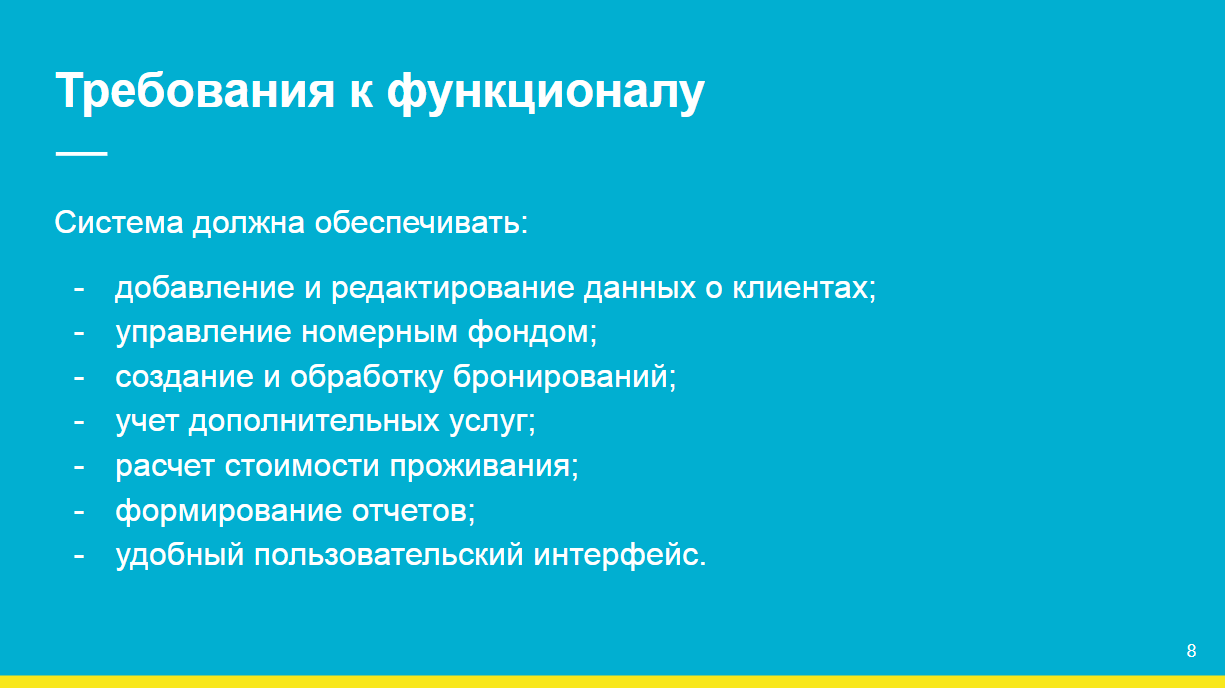 Требования к функционалу
Система должна обеспечивать:
- добавление и редактирование данных о клиентах;
- управление номерным фондом;
- создание и обработку бронирований;
- учет дополнительных услуг;
- расчет стоимости проживания;
- формирование отчетов;
- удобный пользовательский интерфейс.
8